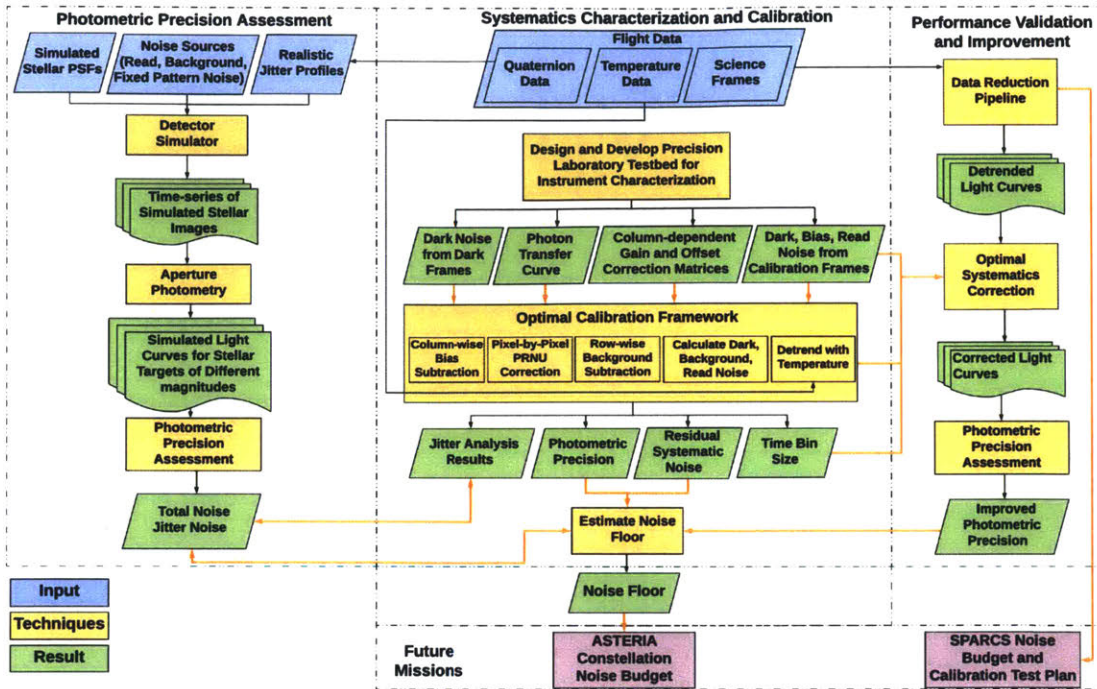 Photometric Precision Assessment
Simulated
Stellar PSFs
Noise Sources
(Read, Background,
Fixed Pattern Noise)
Realistic
Jitter Profiles
Detector
Simulator
Time-series of
Simulated Stellar
Images
Aperture
Photometry
Simulated Light
Curves for Stellar
Targets of Different
magnitudes
Photometric
Precision
Assessment
Total Noise
Jitter Noise
Input
Techniques
Result
Systematics Characterization and Calibration
Flight Data
Quaternion
Data
Temperature
Data
Science
Frames
Design and Develop Precision
Laboratory Testbed for
Instrument Characterization
Dark Noise
from Dark
Frames
Photon
Transfer
Curve
Column-dependent
Gain and Offset
Correction Matrices
Dark, Bias, Read
Noise from
Calibration Frames
Optimal Calibration Framework
Column-wise
Bias
Subtraction
Pixel-by-Pixel
PRNU
Correction
Row-wise
Background
Subtraction
Calculate Dark,
Background,
Read Noise
Detrend with
Temperature
Jitter Analysis
Results
Photometric
Precision
Residual
Systematic
Noise
Time Bin
Size
Estimate Noise
Floor
Noise Floor
Performance Validation
and Improvement
Data Reduction
Pipeline
Detrended
Light Curves
Optimal
Systematics
Correction
Corrected Light
Curves
Photometric
Precision
Assessment
Improved
Photometric
Precision
Future
Missions
ASTERIA
Constellation
Noise Budget
SPARCS Noise
Budget and
Calibration Test Plan